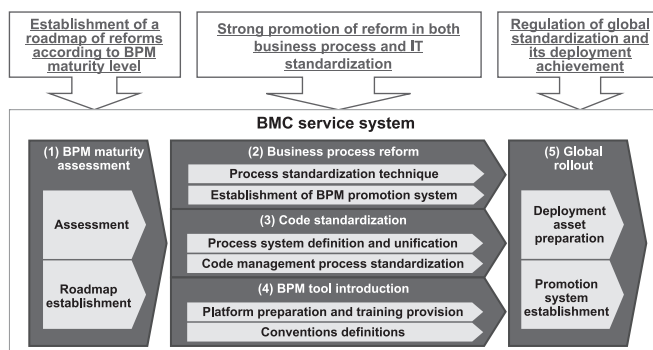 Establishment of a
roadmap of reforms
according to BPM
maturity level
Strong promotion of reform in both
business process and IT
standardization
Regulation of global
standardization and
its deployment
achievement
BMC service system
(1) BPM maturity
assessment
Assessment
Roadmap
establishment
(2) Business process reform
Process standardization technique
Establishment of BPM promotion system
(3) Code standardization
Process system definition and unification
Code management process standardization
(4) BPM tool introduction
Platform preparation and training provision
Conventions definitions
(5) Global
rollout
Deployment
asset
preparation
Promotion
system
establishment